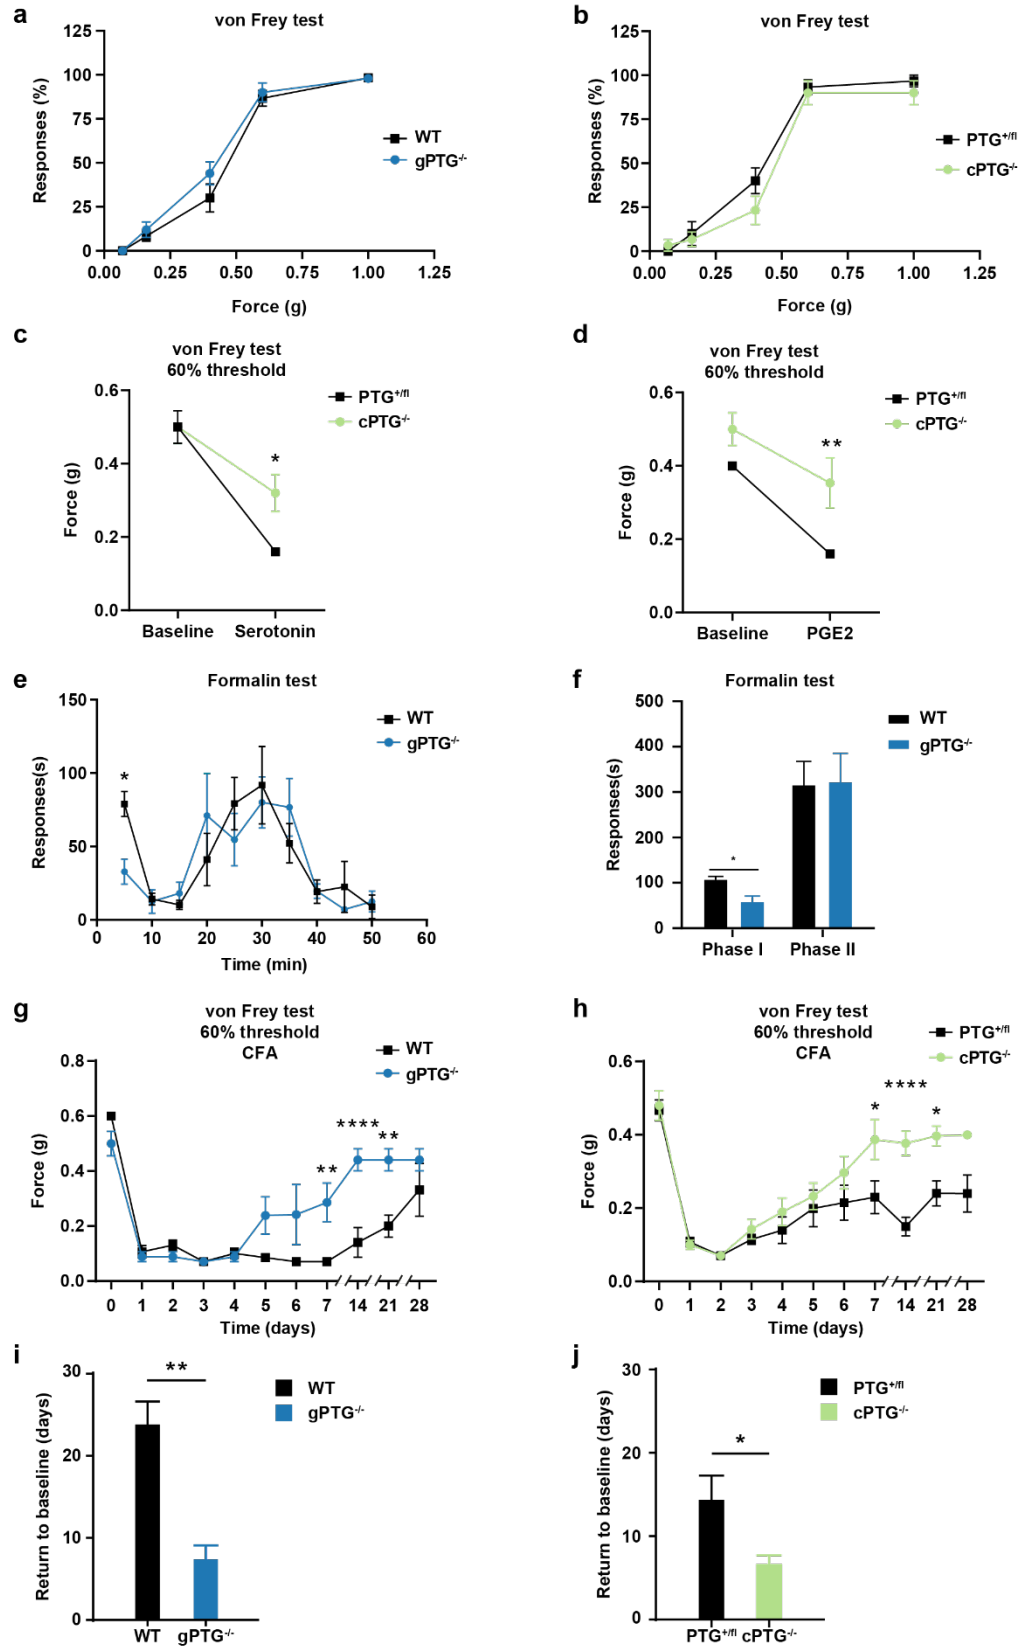 a
von Frey test
125
100
75
50
25
0
Responses (%)
0.00 0.25 0.50 0.75 1.00 1.25
Force (g)
WT
gPTG-/-
b
von Frey test
125
100
75
50
25
0
Responses (%)
0.00 0.25 0.50 0.75 1.00 1.25
Force (g)
PTG+/fl
cPTG-/-
c
von Frey test
60% threshold
0.6
0.4
0.2
0.0
Force (g)
*
Baseline Serotonin
PTG+/fl
cPTG-/-
d
von Frey test
60% threshold
0.6
0.4
0.2
0.0
Force (g)
**
Baseline PGE2
PTG+/fl
cPTG-/-
e
Formalin test
150
100
50
0
Responses(s)
*
0 10 20 30 40 50 60
Time (min)
WT
gPTG-/-
f
Formalin test
500
400
300
200
100
0
Responses(s)
*
Phase I Phase II
WT
gPTG-/-
g
von Frey test
60% threshold
CFA
0.8
0.6
0.4
0.2
0.0
Force (g)
** **** **
0 1 2 3 4 5 6 7 14 21 28
Time (days)
WT
gPTG-/-
h
von Frey test
60% threshold
CFA
0.6
0.4
0.2
0.0
Force (g)
* **** *
0 1 2 3 4 5 6 7 14 21 28
Time (days)
PTG+/fl
cPTG-/-
i
30
20
10
0
Return to baseline (days)
**
WT gPTG-/-
WT
gPTG-/-
j
30
20
10
0
Return to baseline (days)
*
PTG+/fl cPTG-/-
PTG+/fl
cPTG-/-